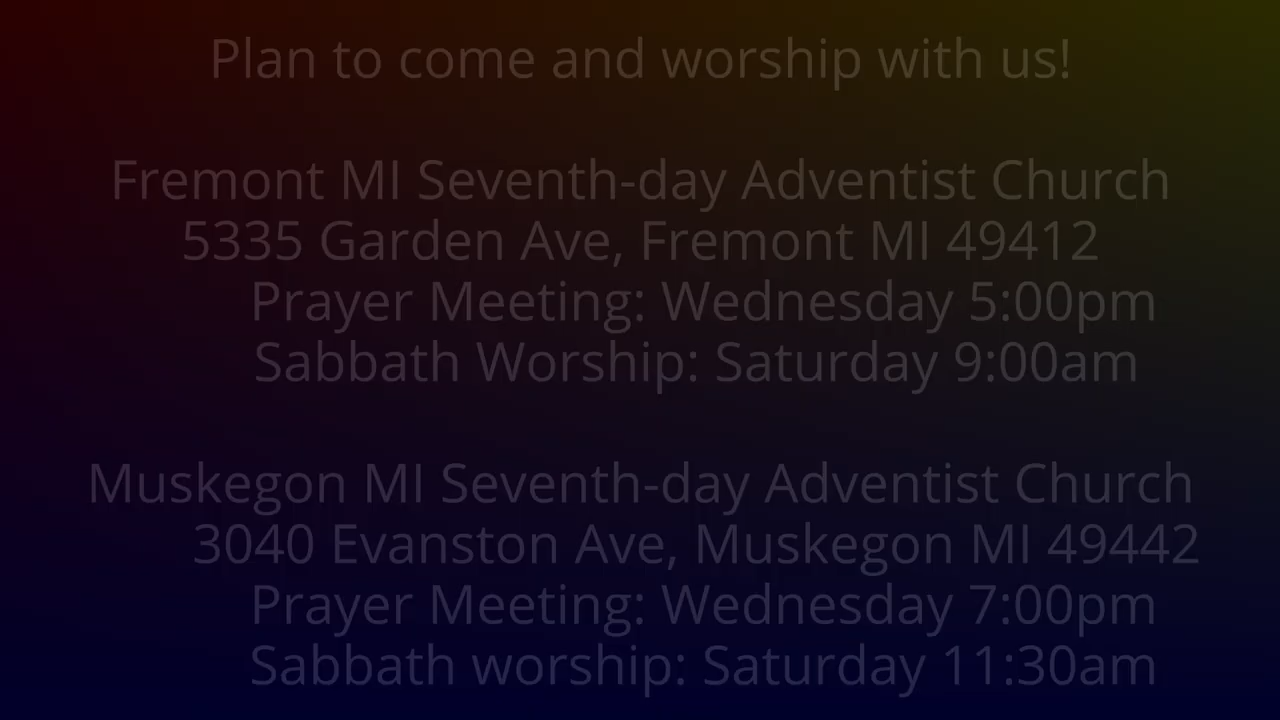 Plan to come and worship with us!
Fremont MI Seventh-day Adventist Church
5335 Garden Ave, Fremont MI 49412
Prayer Meeting: Wednesday 5:00pm
Sabbath Worship: Saturday 9:00am
Muskegon MI Seventh-day Adventist Church
3040 Evanston Ave, Muskegon MI 49442
Prayer Meeting: Wednesday 7:00pm
Sabbath worship: Saturday 11:30am